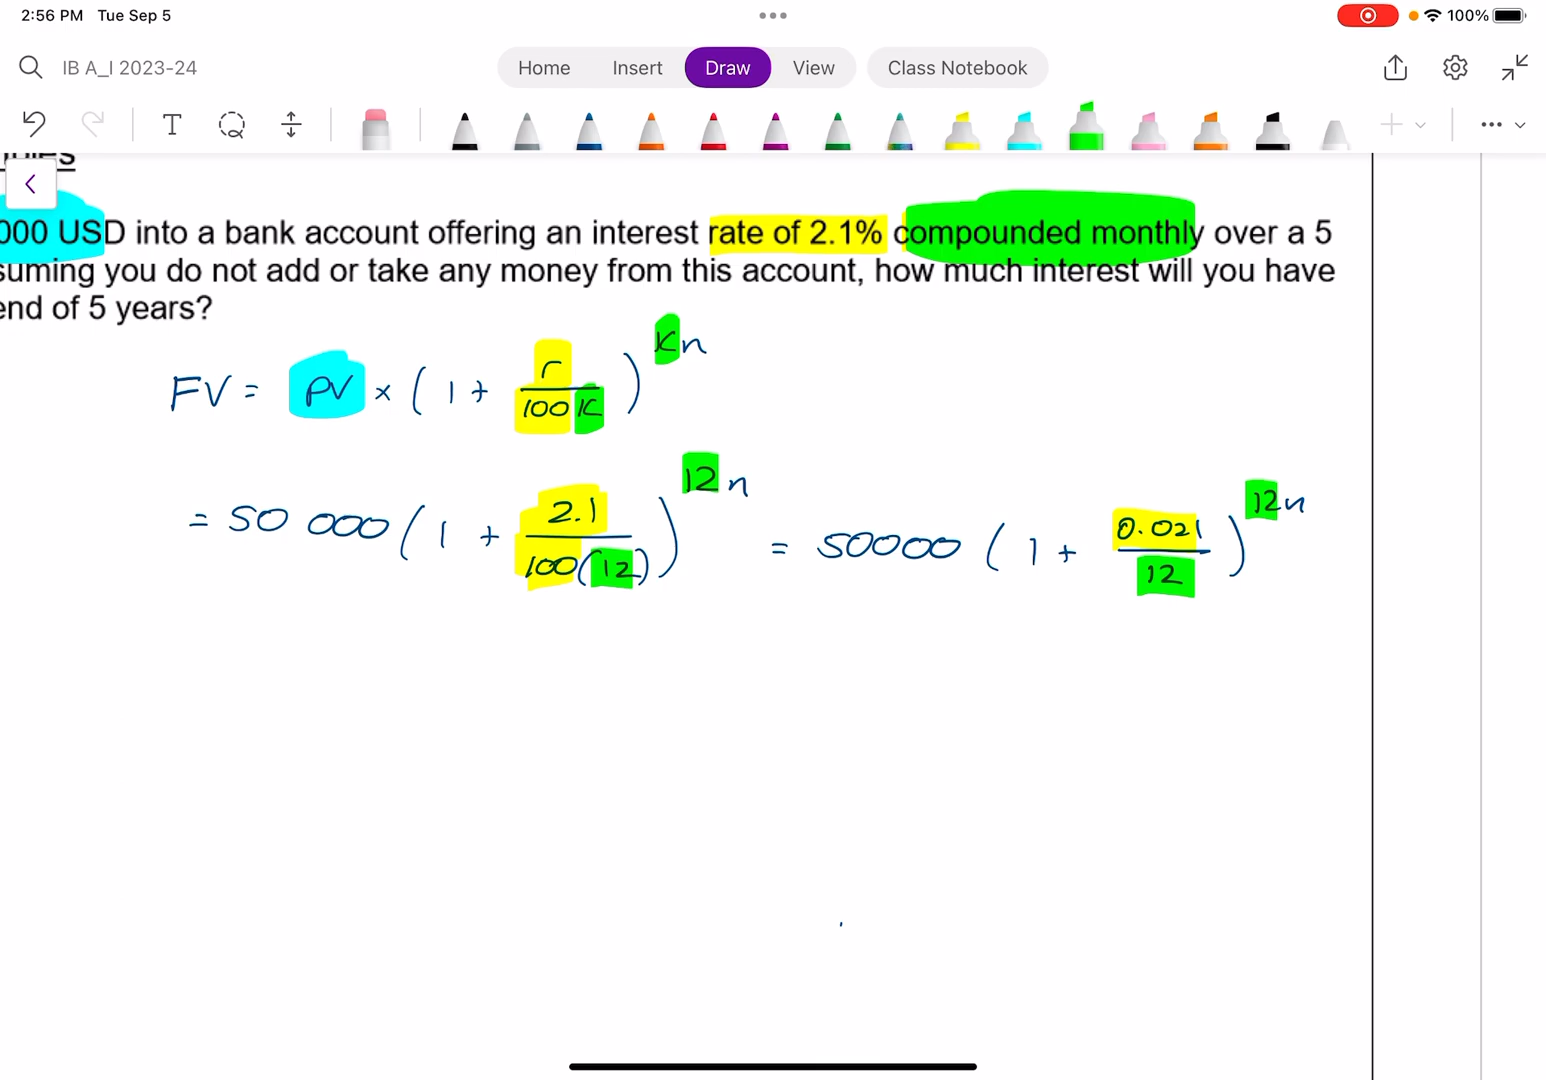 2:56 PM Tue Sep 5
100%
IB A_I 2023-24
Home Insert Draw View Class Notebook
000 USD into a bank account offering an interest rate of 2.1% compounded monthly over a 5
suming you do not add or take any money from this account, how much interest will you have
end of 5 years?
FV = PV × ( 1 + r / 100 K ) ^ kn
= 50 000 ( 1 + 2.1 / 100 (12) ) ^ 12n = 50000 ( 1 + 0.021 / 12 ) ^ 12n